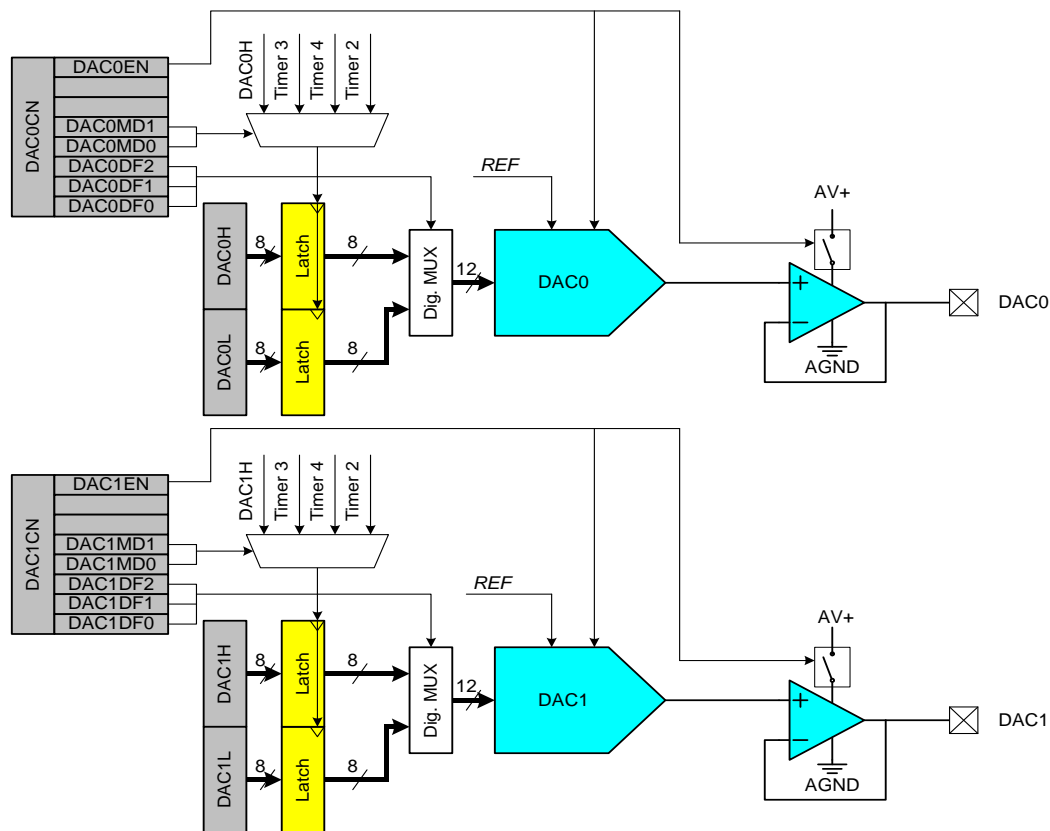 DAC0EN
DAC0CN
DAC0MD1
DAC0MD0
DAC0DF2
DAC0DF1
DAC0DF0
DAC0H
Timer 3
Timer 4
Timer 2
REF
AV+
DAC0H
8
Latch
8
Dig. MUX
12
DAC0
+
−
DAC0
DAC0L
8
Latch
8
AGND
DAC1EN
DAC1CN
DAC1MD1
DAC1MD0
DAC1DF2
DAC1DF1
DAC1DF0
DAC1H
Timer 3
Timer 4
Timer 2
REF
AV+
DAC1H
8
Latch
8
Dig. MUX
12
DAC1
+
−
DAC1
DAC1L
8
Latch
8
AGND